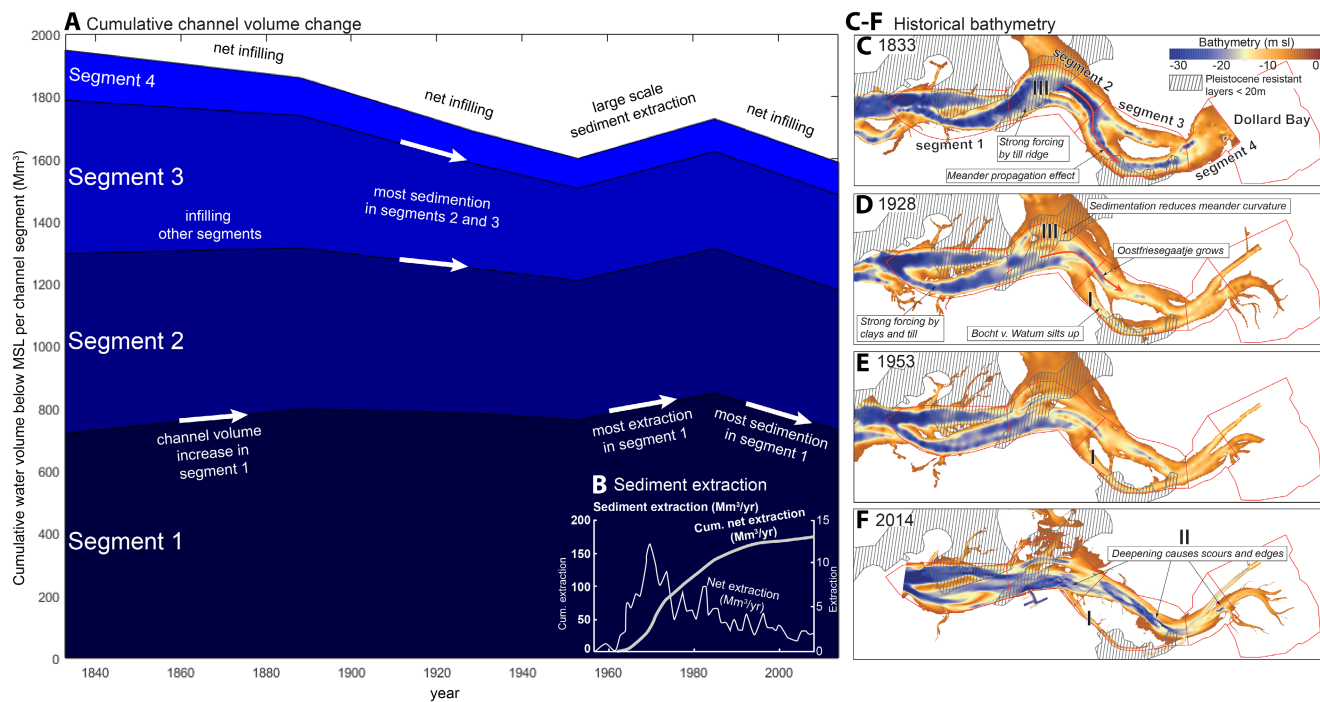 A Cumulative channel volume change
Cumulative water volume below MSL per channel segment (Mm³)
2000
1800
1600
1400
1200
1000
800
600
400
200
0
1840
1860
1880
1900
1920
1940
1960
1980
2000
year
Segment 4
Segment 3
Segment 2
Segment 1
net infilling
net infilling
large scale
sediment extraction
net infilling
most sedimention
in segments 2 and 3
infilling
other segments
channel volume
increase in
segment 1
most extraction
in segment 1
most sedimention
in segment 1
B Sediment extraction
Sediment extraction (Mm³/yr)
Cum. net extraction
(Mm³/yr)
Net extraction
(Mm³/yr)
Cum. extraction
200
150
100
50
0
15
10
5
0
Extraction
C-F Historical bathymetry
C 1833
Bathymetry (m sl)
-30
-20
-10
0
Pleistocene resistant
layers < 20m
segment 1
segment 2
segment 3
segment 4
Dollard Bay
III
Strong forcing
by till ridge
Meander propagation effect
D 1928
Sedimentation reduces meander curvature
III
Oostfriesegaatje grows
I
Strong forcing by
clays and till
Bocht v. Watum silts up
E 1953
I
F 2014
II
Deepening causes scours and edges
I